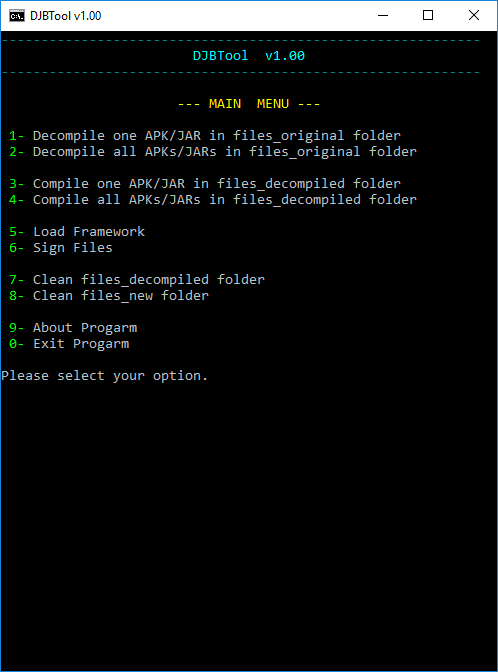 DJBTool v1.00
------------------------------------------------------------
DJBTool  v1.00
------------------------------------------------------------
--- MAIN  MENU ---
1- Decompile one APK/JAR in files_original folder
2- Decompile all APKs/JARs in files_original folder
3- Compile one APK/JAR in files_decompiled folder
4- Compile all APKs/JARs in files_decompiled folder
5- Load Framework
6- Sign Files
7- Clean files_decompiled folder
8- Clean files_new folder
9- About Progarm
0- Exit Progarm
Please select your option.